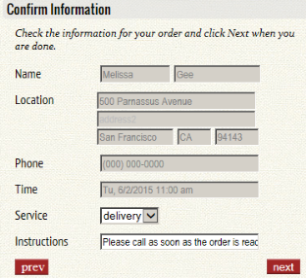 Confirm Information
Check the information for your order and click Next when you
are done.
Name Melissa Gee
Location 500 Parnassus Avenue
address2
San Francisco CA 94143
Phone (000) 000-0000
Time Tu, 6/2/2015 11:00 am
Service delivery
Instructions Please call as soon as the order is reac
prev next